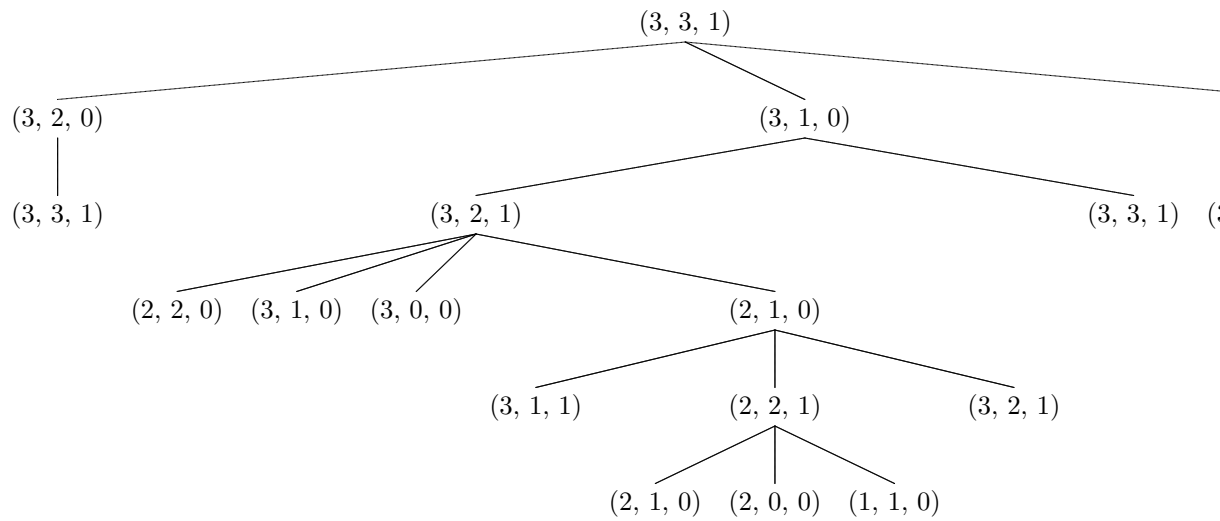 (3, 3, 1)
(3, 2, 0) (3, 1, 0)
(3, 3, 1) (3, 2, 1) (3, 3, 1)
(2, 2, 0) (3, 1, 0) (3, 0, 0) (2, 1, 0)
(3, 1, 1) (2, 2, 1) (3, 2, 1)
(2, 1, 0) (2, 0, 0) (1, 1, 0)